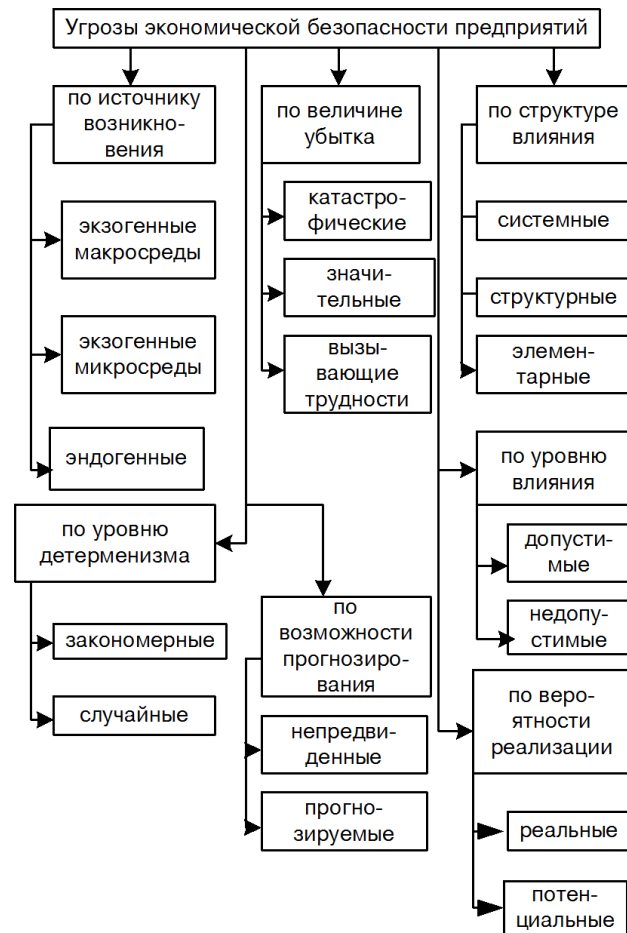 Угрозы экономической безопасности предприятий
по источнику
возникно-
вения
экзогенные
макросреды
экзогенные
микросреды
эндогенные
по уровню
детерменизма
закономерные
случайные
по величине
убытка
катастро-
фические
значи-
тельные
вызы-
вающие
трудности
по
возможности
прогнозиро-
вания
непредви-
денные
прогно-
зируемые
по структуре
влияния
системные
структурные
элемен-
тарные
по уровню
влияния
допусти-
мые
недопу-
стимые
по веро-
ятности
реализации
реальные
потен-
циальные